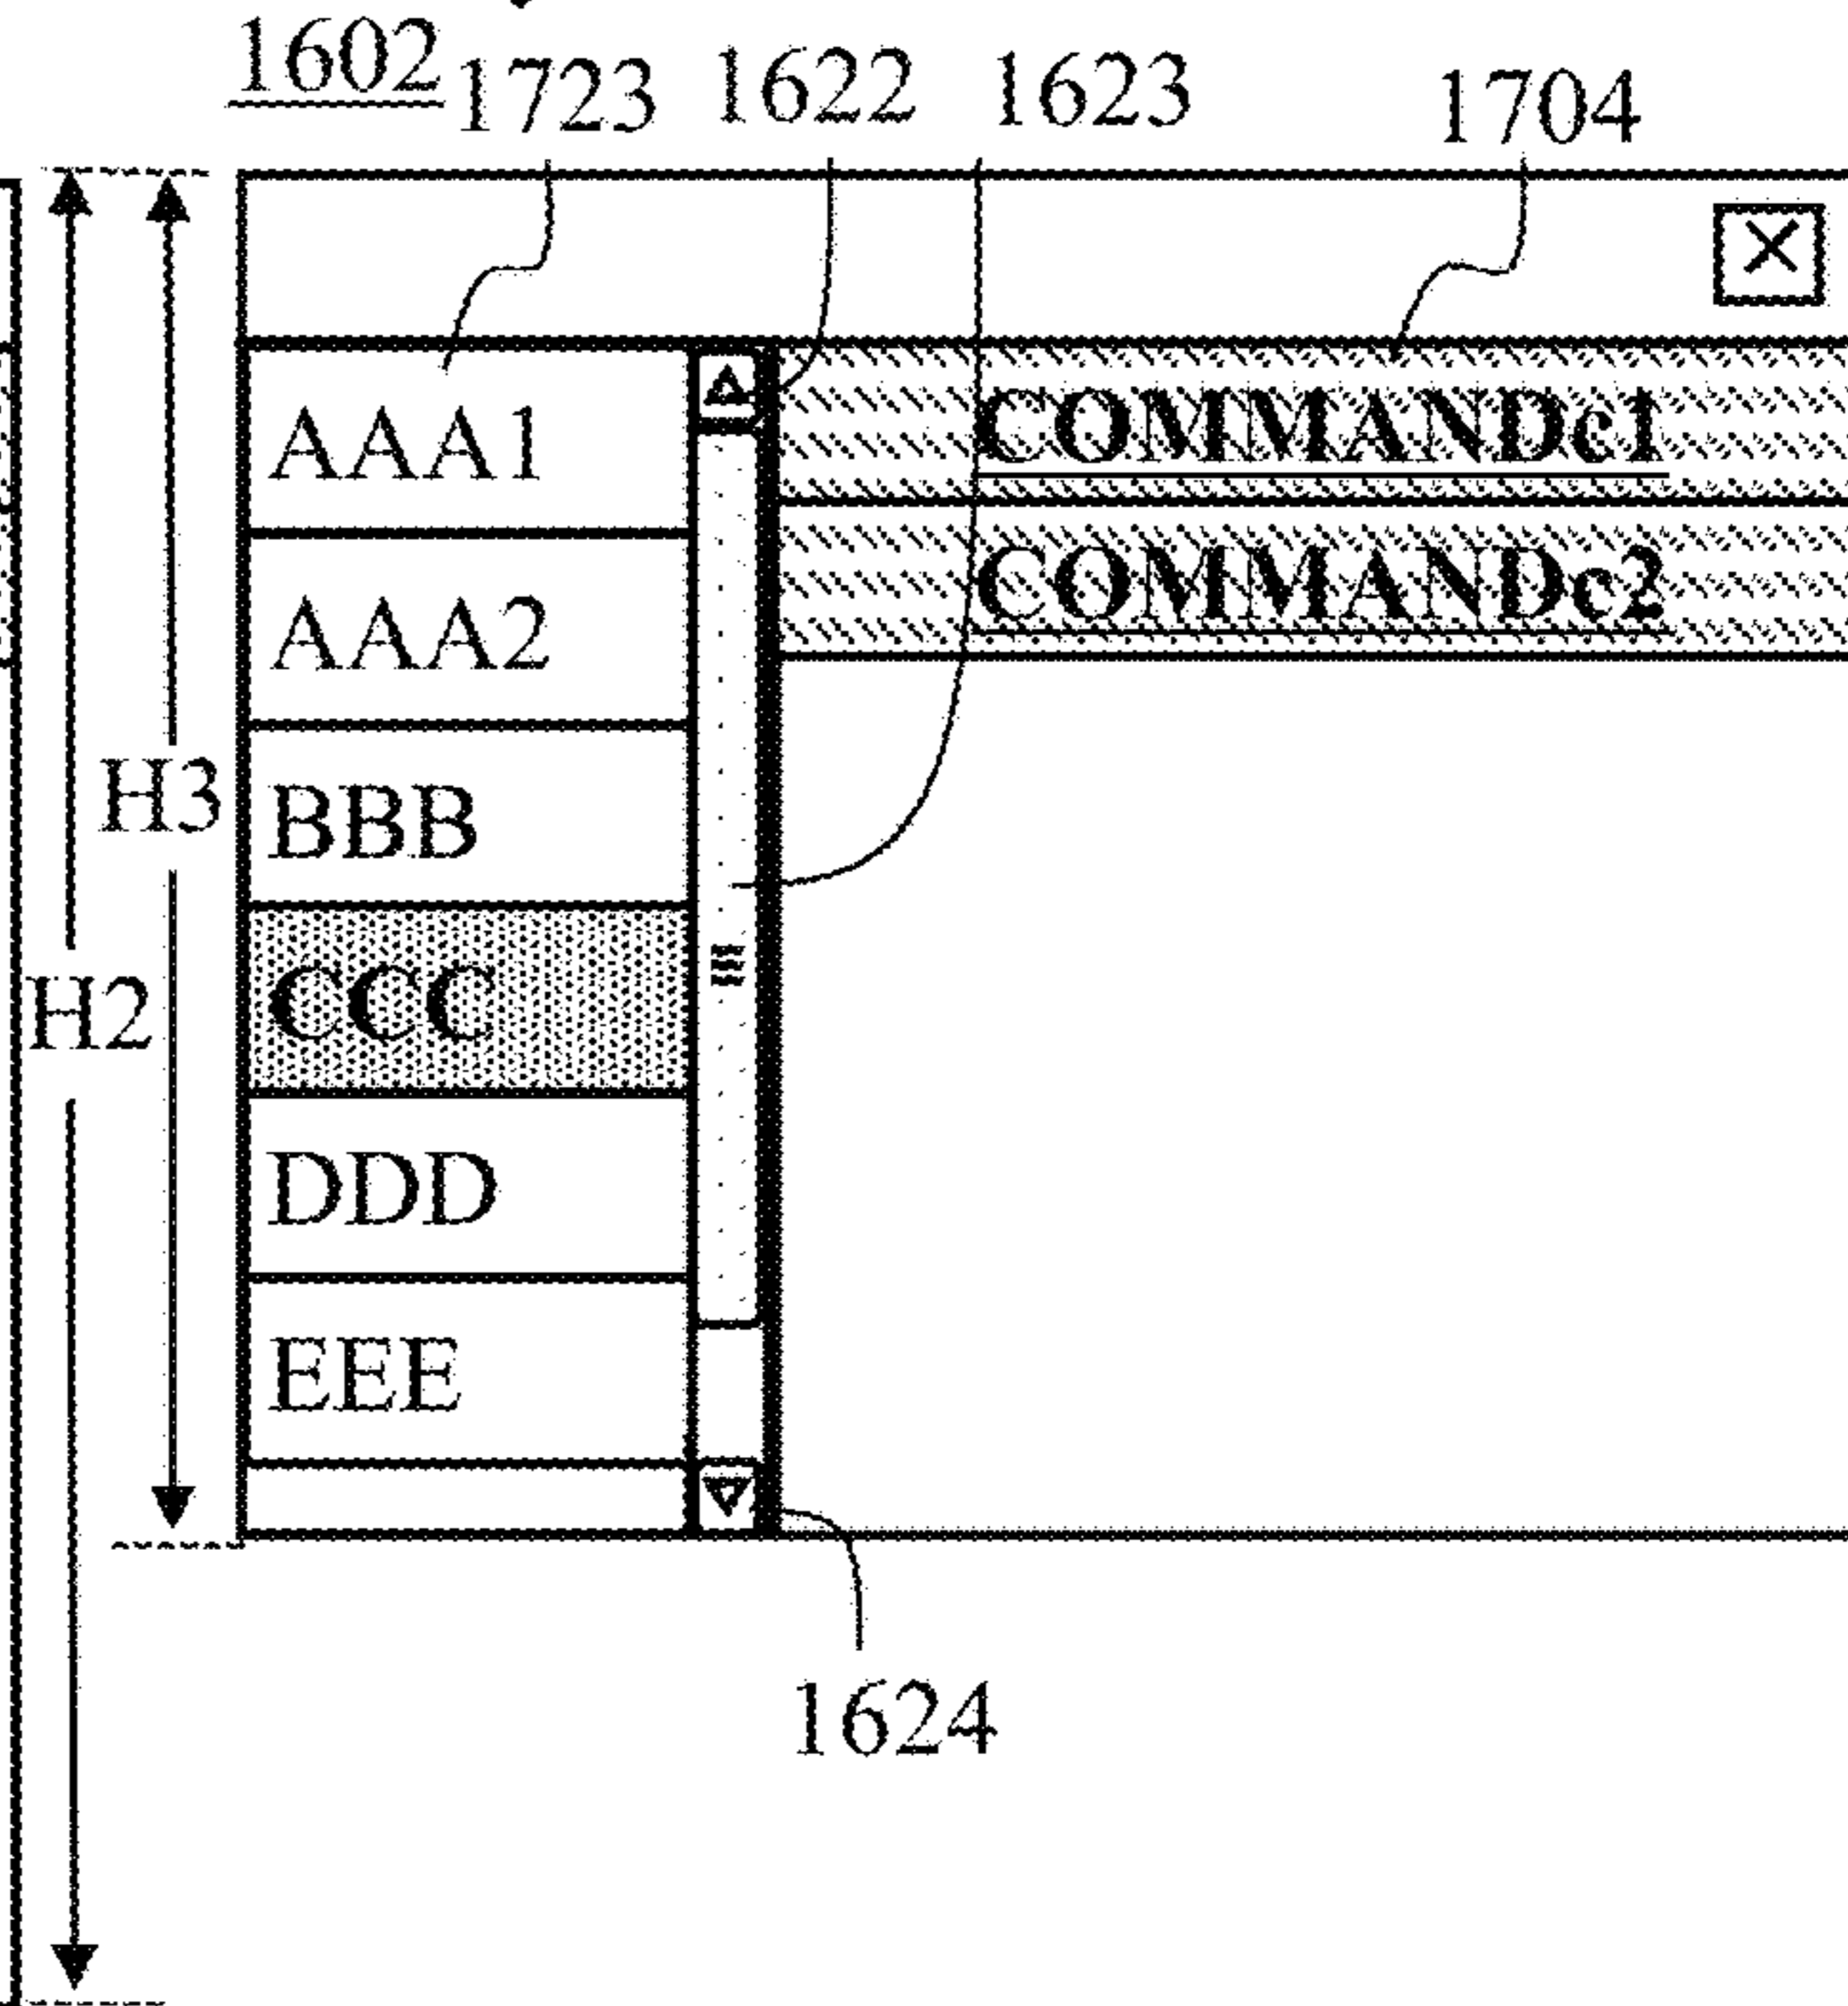 1602 1723 1622 1623 1704
AAA1
COMMANDc1
AAA2
COMMANDc2
H3
BBB
CCC
H2
DDD
EEE
1624